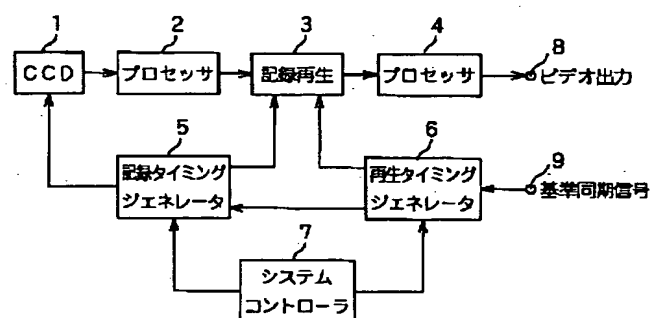 1
2
3
4
CCD
プロセッサ
記録再生
プロセッサ
8
ビデオ出力
5
記録タイミング
ジェネレータ
6
再生タイミング
ジェネレータ
9
基準同期信号
7
システム
コントローラ